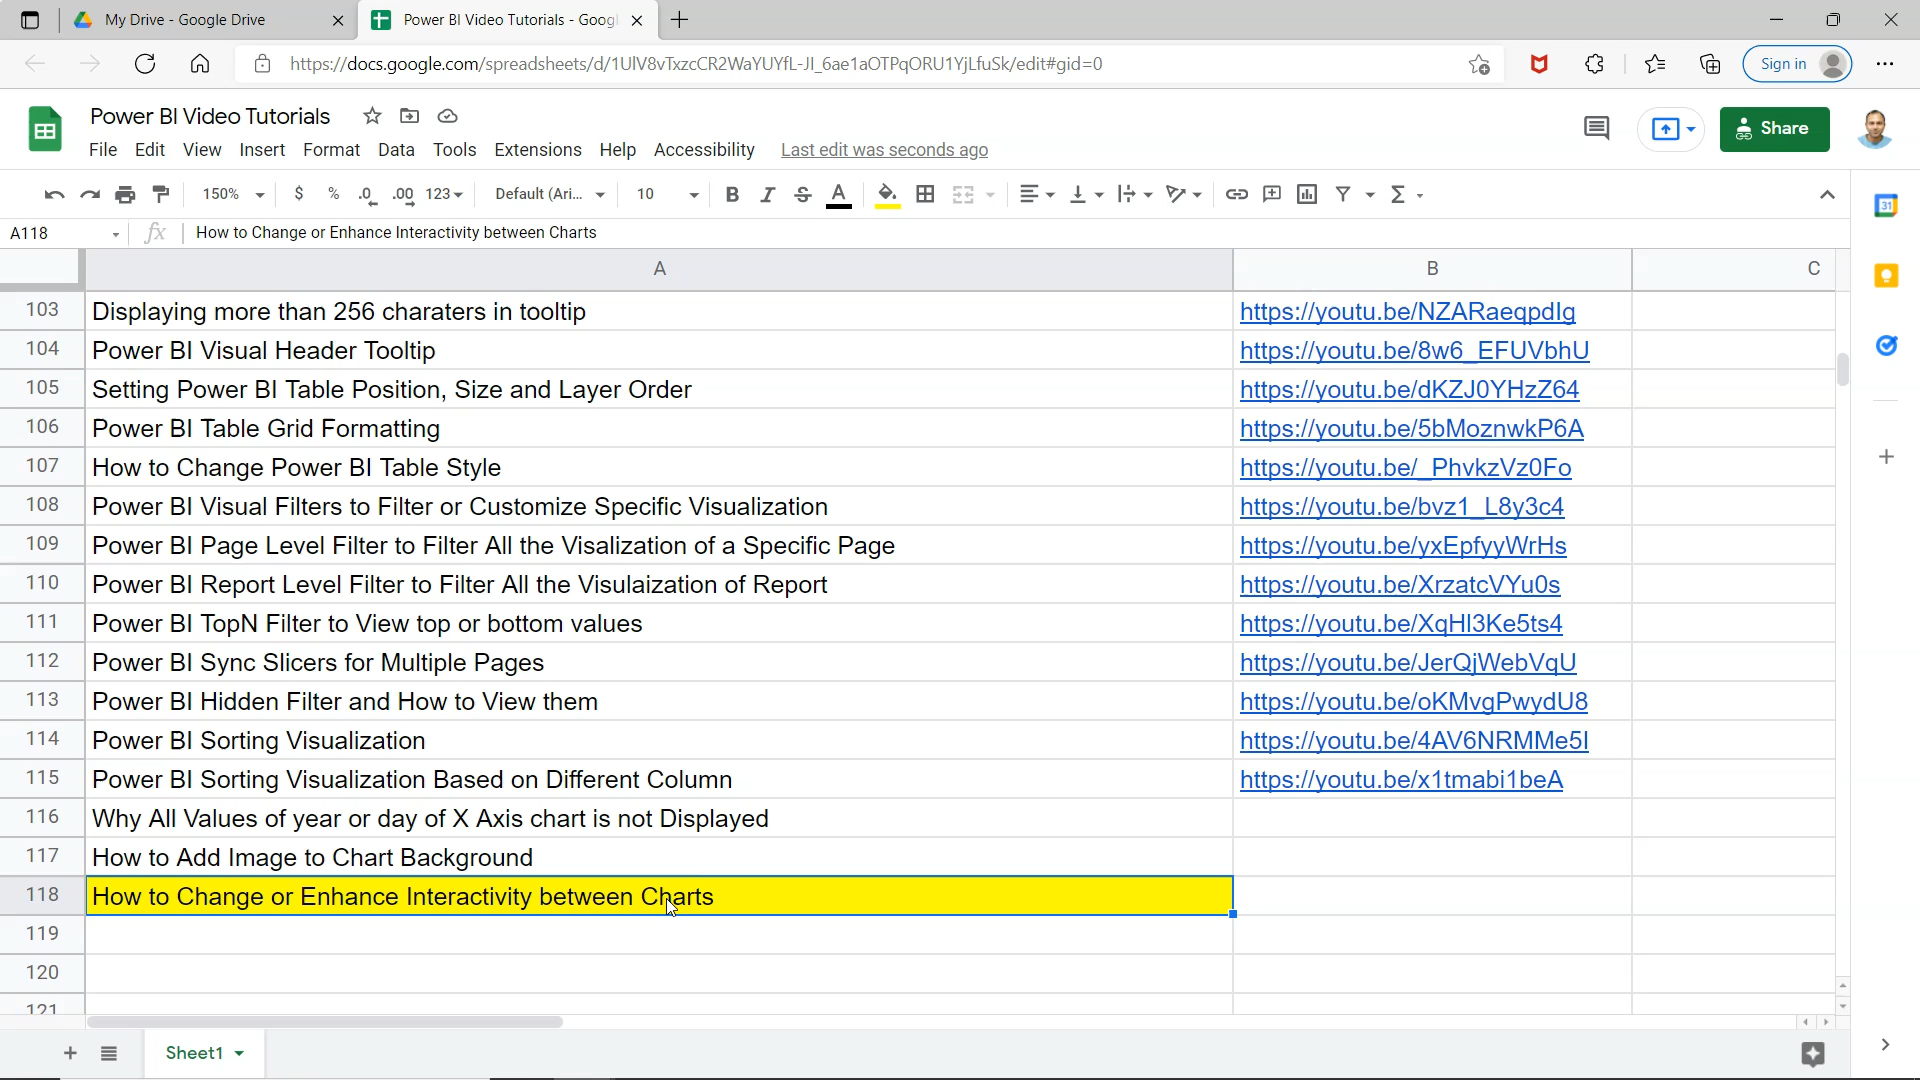 My Drive - Google Drive
Power BI Video Tutorials - Googl
https://docs.google.com/spreadsheets/d/1UlV8vTxzcCR2WaYUYfL-JI_6ae1aOTPqORU1YjLfuSk/edit#gid=0
Sign in
Power BI Video Tutorials
File Edit View Insert Format Data Tools Extensions Help Accessibility Last edit was seconds ago
Share
150% $ % .0 .00 123 Default (Ari... 10 B I S A
A118 fx How to Change or Enhance Interactivity between Charts
A B C
103 Displaying more than 256 charaters in tooltip https://youtu.be/NZARaeqpdlg
104 Power BI Visual Header Tooltip https://youtu.be/8w6_EFUVbhU
105 Setting Power BI Table Position, Size and Layer Order https://youtu.be/dKZJ0YHzZ64
106 Power BI Table Grid Formatting https://youtu.be/5bMoznwkP6A
107 How to Change Power BI Table Style https://youtu.be/_PhvkzVz0Fo
108 Power BI Visual Filters to Filter or Customize Specific Visualization https://youtu.be/bvz1_L8y3c4
109 Power BI Page Level Filter to Filter All the Visalization of a Specific Page https://youtu.be/yxEpfyyWrHs
110 Power BI Report Level Filter to Filter All the Visulaization of Report https://youtu.be/XrzatcVYu0s
111 Power BI TopN Filter to View top or bottom values https://youtu.be/XqHI3Ke5ts4
112 Power BI Sync Slicers for Multiple Pages https://youtu.be/JerQjWebVqU
113 Power BI Hidden Filter and How to View them https://youtu.be/oKMvgPwydU8
114 Power BI Sorting Visualization https://youtu.be/4AV6NRMMe5I
115 Power BI Sorting Visualization Based on Different Column https://youtu.be/x1tmabi1beA
116 Why All Values of year or day of X Axis chart is not Displayed
117 How to Add Image to Chart Background
118 How to Change or Enhance Interactivity between Charts
119
120
121
Sheet1